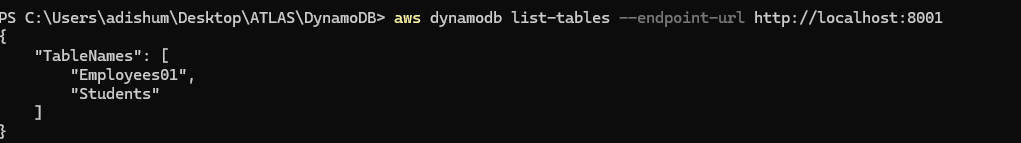 PS C:\Users\adishum\Desktop\ATLAS\DynamoDB> aws dynamodb list-tables --endpoint-url http://localhost:8001
{
    "TableNames": [
        "Employees01",
        "Students"
    ]
}